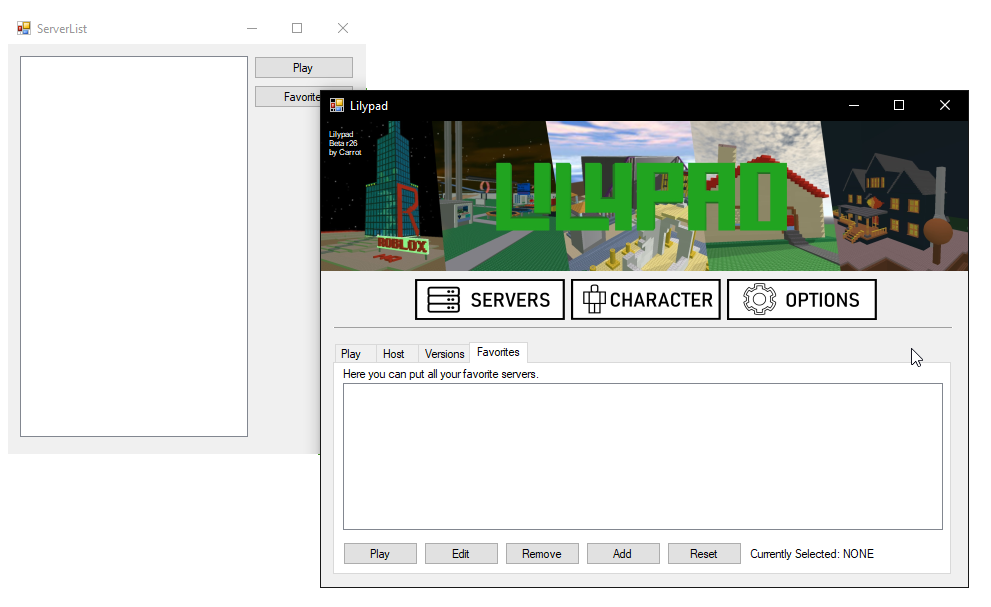 ServerList
Play
Favorite
Lilypad
Lilypad
Beta r26
by Carrot
LILYPAD
R
ROBLOX
HQ
SERVERS
CHARACTER
OPTIONS
Play
Host
Versions
Favorites
Here you can put all your favorite servers.
Play
Edit
Remove
Add
Reset
Currently Selected: NONE